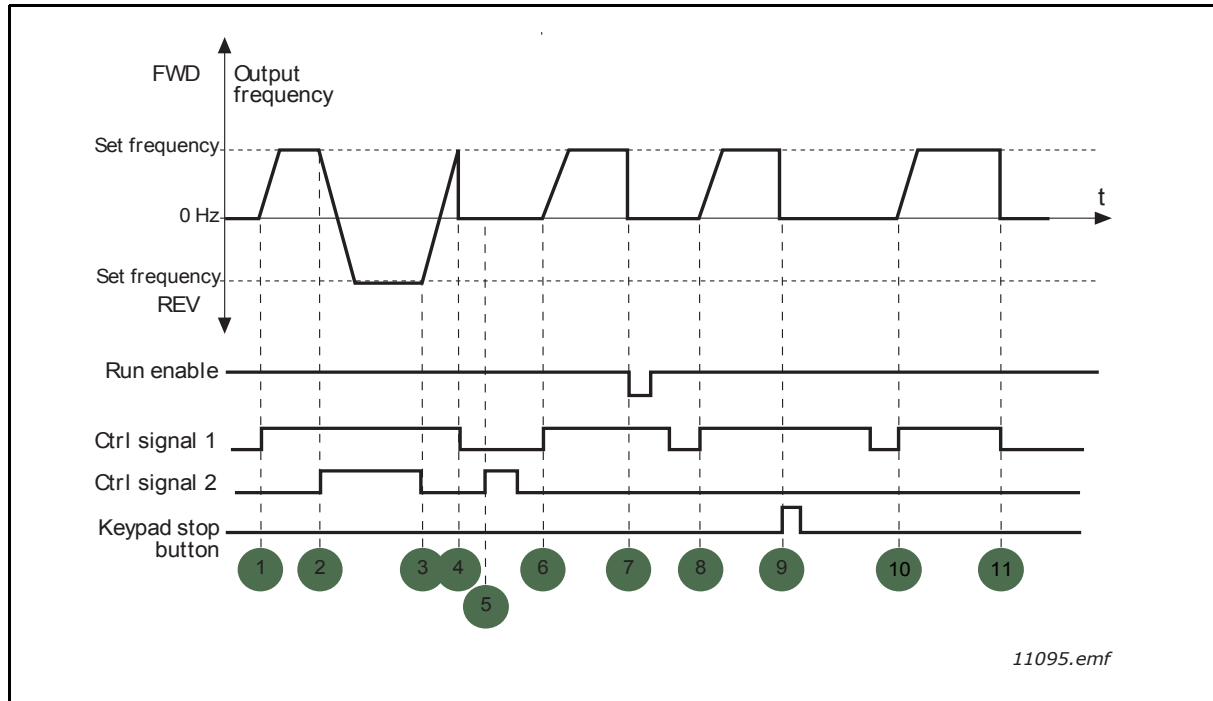 FWD
Output
frequency
Set frequency
0 Hz
t
Set frequency
REV
Run enable
Ctrl signal 1
Ctrl signal 2
Keypad stop
button
1 2 3 4 6 7 8 9 10 11
5
11095.emf